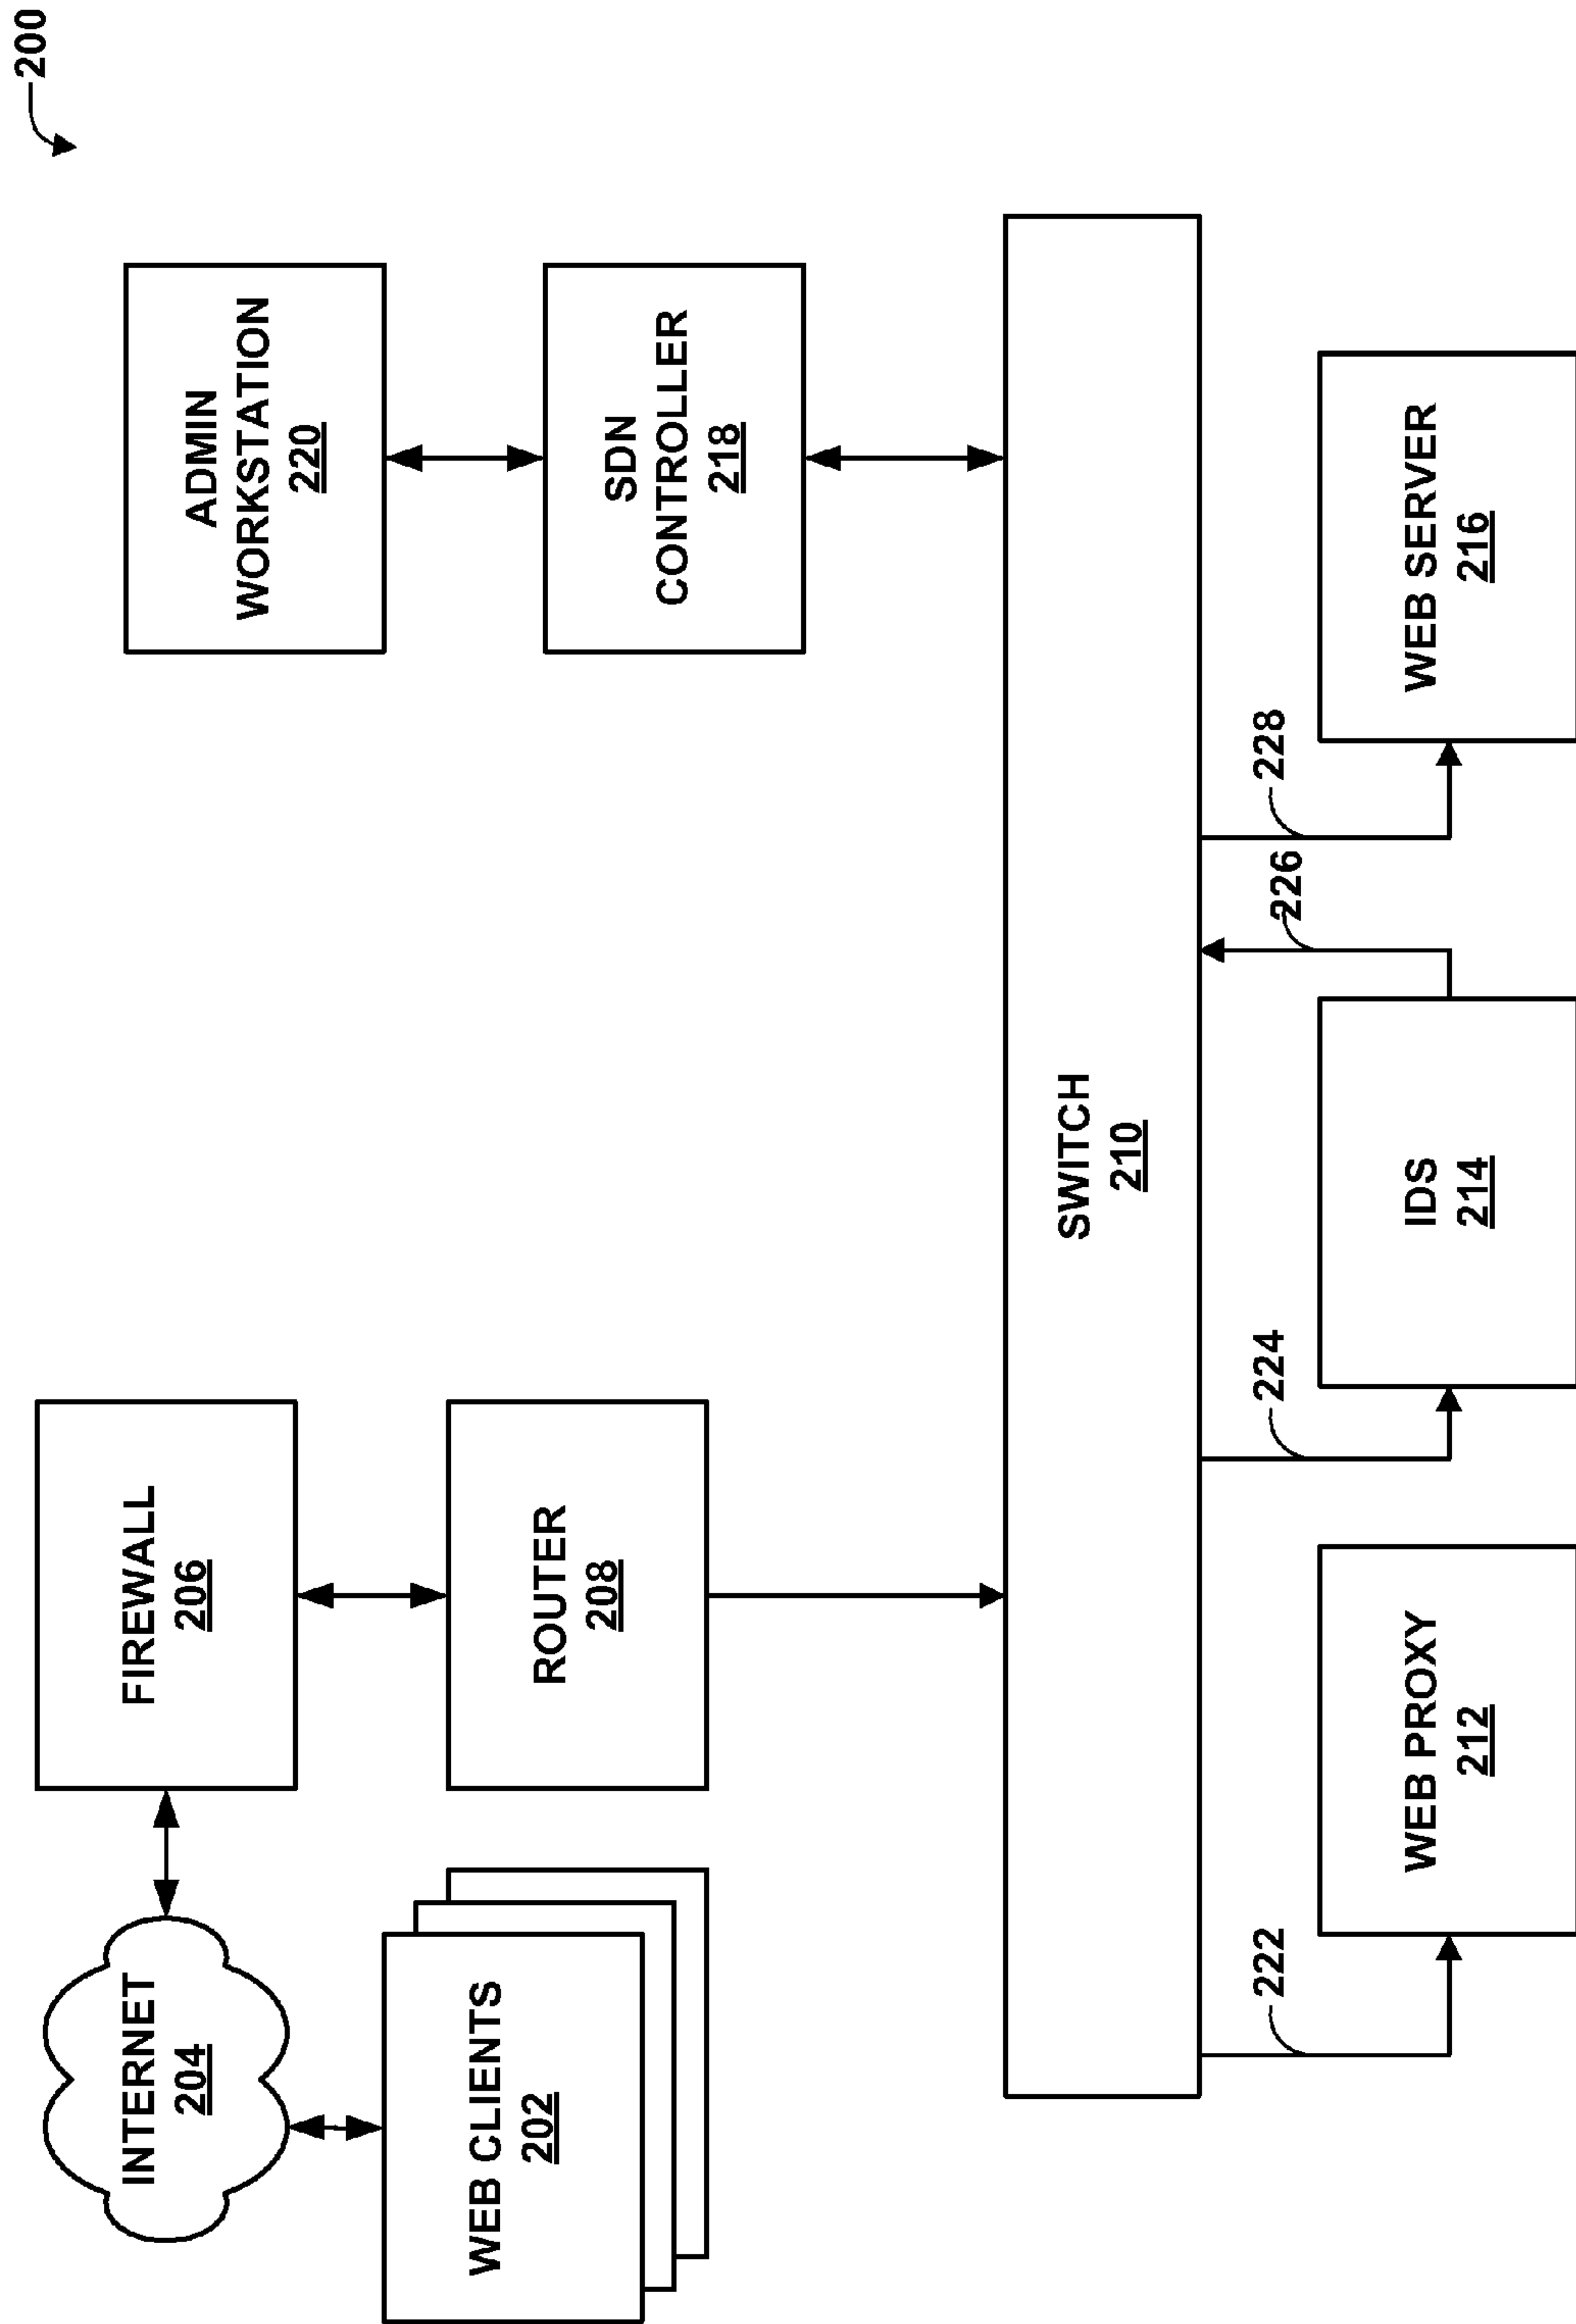 200
INTERNET
204
FIREWALL
206
ADMIN
WORKSTATION
220
WEB CLIENTS
202
ROUTER
208
SDN
CONTROLLER
218
SWITCH
210
222
224
226
228
WEB PROXY
212
IDS
214
WEB SERVER
216